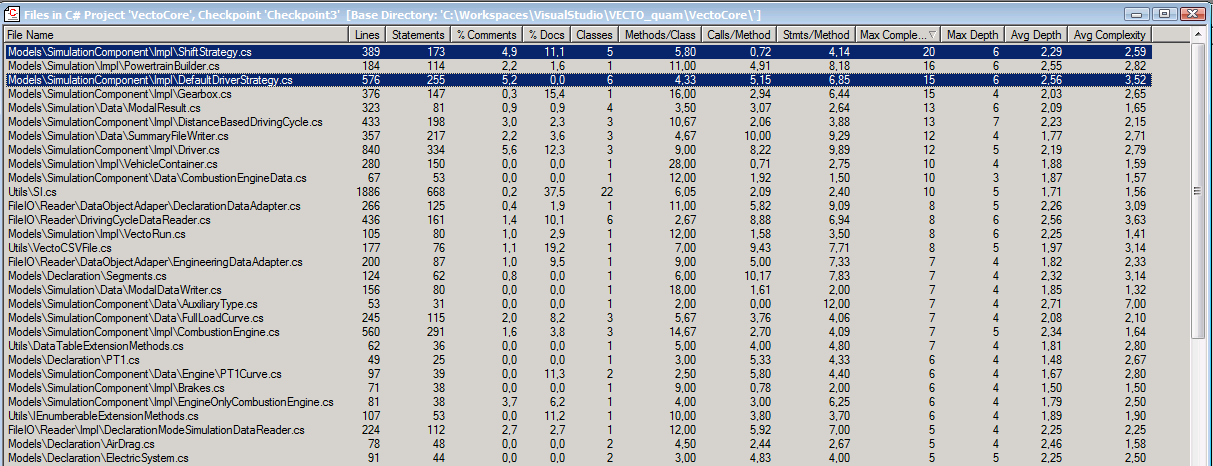 Files in C# Project 'VectoCore', Checkpoint 'Checkpoint3' [Base Directory: 'C:\Workspaces\VisualStudio\VECTO_quam\VectoCore\']
File Name Lines Statements % Comments % Docs Classes Methods/Class Calls/Method Stmts/Method Max Comple... Max Depth Avg Depth Avg Complexity
Models\SimulationComponent\Impl\ShiftStrategy.cs 389 173 4,9 11,1 5 5,80 0,72 4,14 20 6 2,29 2,59
Models\Simulation\Impl\PowertrainBuilder.cs 184 114 2,2 1,6 1 11,00 4,91 8,18 16 6 2,55 2,82
Models\SimulationComponent\Impl\DefaultDriverStrategy.cs 576 255 5,2 0,0 6 4,33 5,15 6,85 15 6 2,56 3,52
Models\SimulationComponent\Impl\Gearbox.cs 376 147 0,3 15,4 1 16,00 2,94 6,44 15 4 2,03 2,65
Models\Simulation\Data\ModalResult.cs 323 81 0,9 0,9 4 3,50 3,07 2,64 13 6 2,09 1,65
Models\SimulationComponent\Impl\DistanceBasedDrivingCycle.cs 433 198 3,0 2,3 3 10,67 2,06 3,88 13 7 2,23 2,15
Models\Simulation\Data\SummaryFileWriter.cs 357 217 2,2 3,6 3 4,67 10,00 9,29 12 4 1,77 2,71
Models\SimulationComponent\Impl\Driver.cs 840 334 5,6 12,3 3 9,00 8,22 9,89 12 5 2,19 2,79
Models\Simulation\Impl\VehicleContainer.cs 280 150 0,0 0,0 1 28,00 0,71 2,75 10 4 1,88 1,59
Models\SimulationComponent\Data\CombustionEngineData.cs 67 53 0,0 0,0 1 12,00 1,92 1,50 10 3 1,87 1,57
Utils\SI.cs 1886 668 0,2 37,5 22 6,05 2,09 2,40 10 5 1,71 1,56
FileIO\Reader\DataObjectAdaper\DeclarationDataAdapter.cs 266 125 0,4 1,9 1 11,00 5,82 9,09 8 6 2,26 3,09
FileIO\Reader\DrivingCycleDataReader.cs 436 161 1,4 10,1 6 2,67 8,88 6,94 8 6 2,56 3,63
Models\Simulation\Impl\VectoRun.cs 105 80 1,0 2,9 1 12,00 1,58 3,50 8 6 2,25 1,41
Utils\VectoCSVFile.cs 177 76 1,1 19,2 1 7,00 9,43 7,71 8 5 1,97 3,14
FileIO\Reader\DataObjectAdaper\EngineeringDataAdapter.cs 200 87 1,0 9,5 1 9,00 5,00 7,33 7 4 1,82 2,33
Models\Declaration\Segments.cs 124 62 0,8 0,0 1 6,00 10,17 7,83 7 4 2,32 3,14
Models\Simulation\Data\ModalDataWriter.cs 156 80 0,0 0,0 1 18,00 1,61 2,00 7 4 1,85 1,32
Models\SimulationComponent\Data\AuxiliaryType.cs 53 31 0,0 0,0 1 2,00 0,00 12,00 7 4 2,71 7,00
Models\SimulationComponent\Data\FullLoadCurve.cs 245 115 2,0 8,2 3 5,67 3,76 4,06 7 4 2,08 2,10
Models\SimulationComponent\Impl\CombustionEngine.cs 560 291 1,6 3,8 3 14,67 2,70 4,09 7 5 2,34 1,64
Utils\DataTableExtensionMethods.cs 62 36 0,0 0,0 1 5,00 4,00 4,80 7 4 1,81 2,80
Models\Declaration\PT1.cs 49 25 0,0 0,0 1 3,00 5,33 4,33 6 4 1,48 2,67
Models\SimulationComponent\Data\Engine\PT1Curve.cs 97 39 0,0 11,3 2 2,50 5,80 4,40 6 4 1,67 2,80
Models\SimulationComponent\Impl\Brakes.cs 71 38 0,0 0,0 1 9,00 0,78 2,00 6 4 1,50 1,50
Models\SimulationComponent\Impl\EngineOnlyCombustionEngine.cs 81 38 3,7 6,2 1 4,00 3,00 6,25 6 4 1,79 2,50
Utils\IEnumberableExtensionMethods.cs 107 53 0,0 11,2 1 10,00 3,80 3,70 6 4 1,89 1,90
FileIO\Reader\Impl\DeclarationModeSimulationDataReader.cs 224 112 2,7 2,7 1 12,00 5,92 7,00 5 4 2,25 2,25
Models\Declaration\AirDrag.cs 78 48 0,0 0,0 2 4,50 2,44 2,67 5 4 2,46 1,58
Models\Declaration\ElectricSystem.cs 91 44 0,0 0,0 2 3,00 4,83 4,00 5 5 2,25 2,50